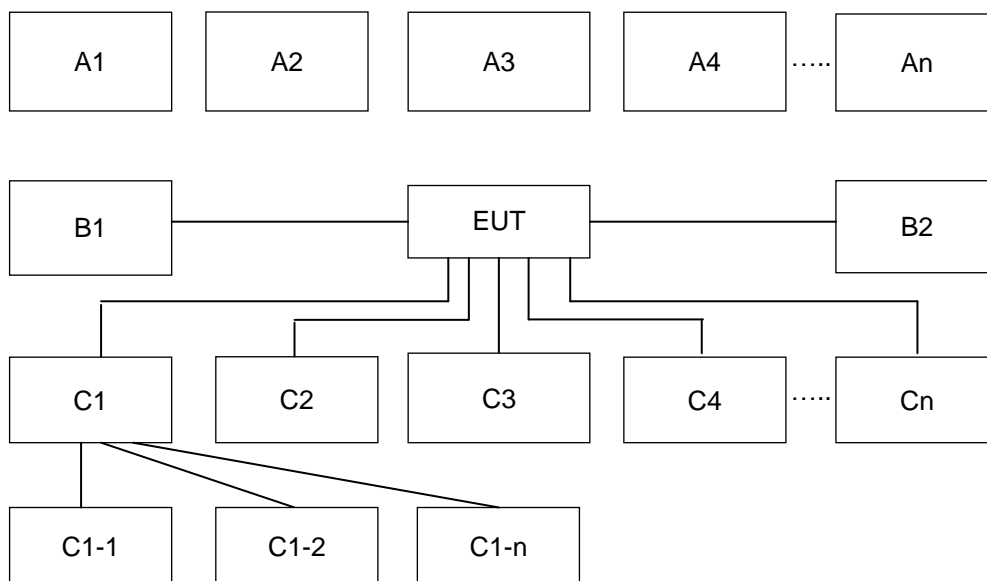 A1 A2 A3 A4 ..... An
B1 EUT B2
C1 C2 C3 C4 ..... Cn
C1-1 C1-2 C1-n